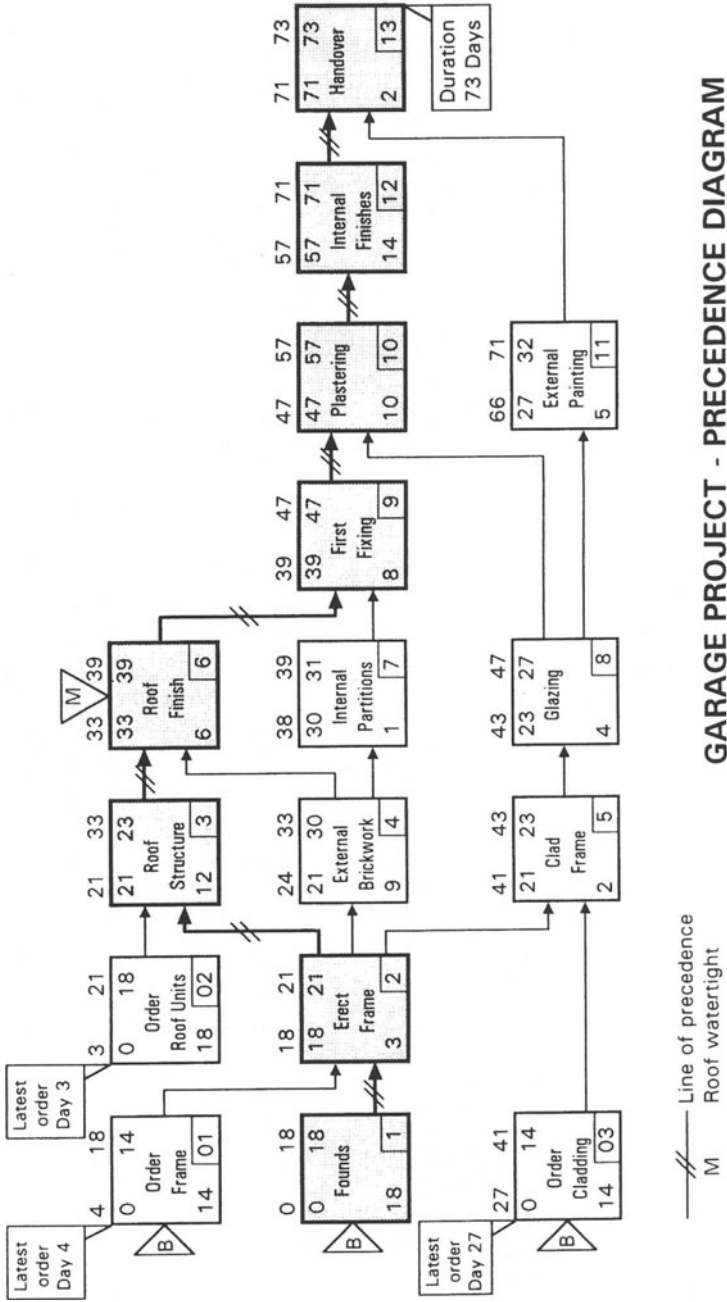 Latest
order
Day 4
4 18
0 14
Order
Frame
14 01
Latest
order
Day 3
3 21
0 18
Order
Roof Units
18 02
B
0 18
0 18
Founds
18 1
B
Latest
order
Day 27
27 41
0 14
Order
Cladding
14 03
B
18 21
18 21
Erect
Frame
3 2
21 33
21 23
Roof
Structure
12 3
24 33
21 30
External
Brickwork
9 4
41 43
21 23
Clad
Frame
2 5
M
33 39
33 39
Roof
Finish
6 6
38 39
30 31
Internal
Partitions
1 7
43 47
23 27
Glazing
4 8
39 47
39 47
First
Fixing
8 9
47 57
47 57
Plastering
10 10
66 71
27 32
External
Painting
5 11
57 71
57 71
Internal
Finishes
14 12
71 73
71 73
Handover
2 13
Duration
73 Days
Line of precedence
M Roof watertight
GARAGE PROJECT - PRECEDENCE DIAGRAM